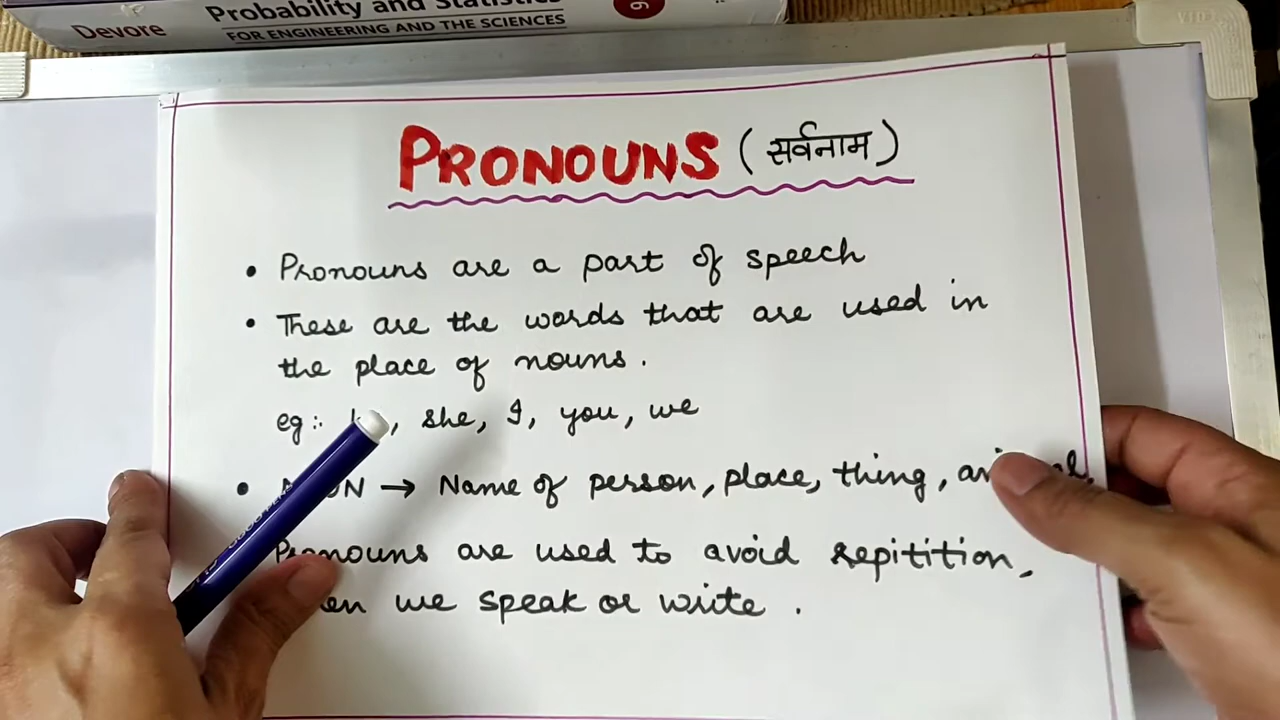 Probability and Statistics
Devore
FOR ENGINEERING AND THE SCIENCES
9
PRONOUNS (सर्वनाम)
• Pronouns are a part of speech
• These are the words that are used in
the place of nouns.
eg:. , she, I, you, we
• → Name of person, place, thing,
Pronouns are used to avoid repitition,
we speak or write.